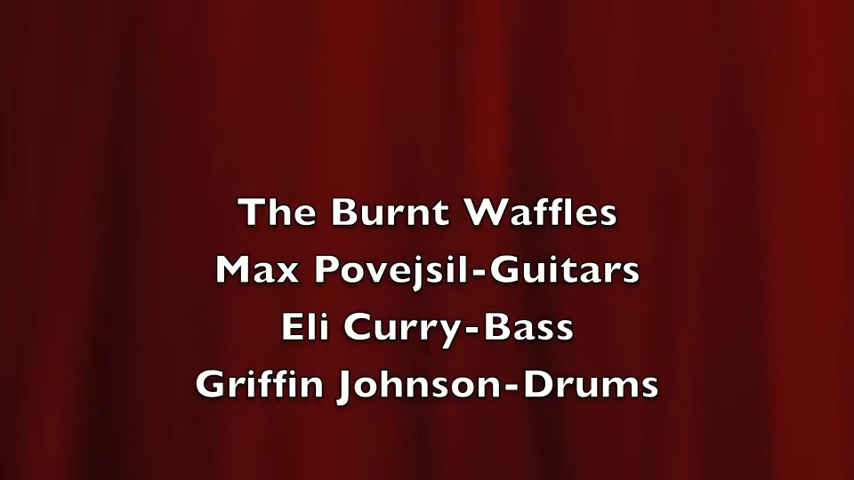 The Burnt Waffles
Max Povejsil-Guitars
Eli Curry-Bass
Griffin Johnson-Drums